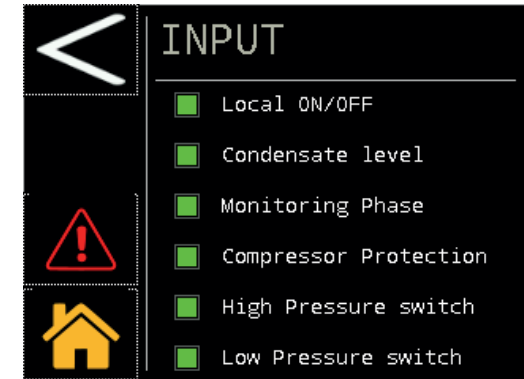 INPUT
Local ON/OFF
Condensate level
Monitoring Phase
Compressor Protection
High Pressure switch
Low Pressure switch